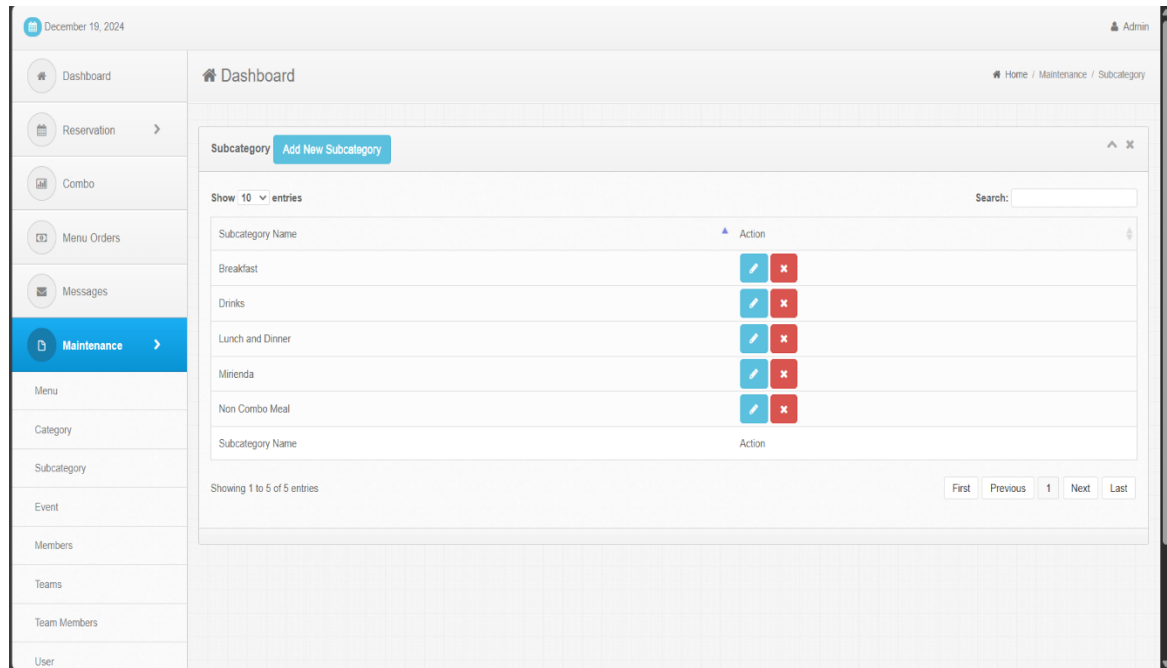 December 19, 2024
Admin
Dashboard
Reservation
Combo
Menu Orders
Messages
Maintenance
Menu
Category
Subcategory
Event
Members
Teams
Team Members
User
Dashboard
Home / Maintenance / Subcategory
Subcategory Add New Subcategory
Show 10 entries
Search:
Subcategory Name Action
Breakfast
Drinks
Lunch and Dinner
Mirienda
Non Combo Meal
Subcategory Name Action
Showing 1 to 5 of 5 entries
First Previous 1 Next Last